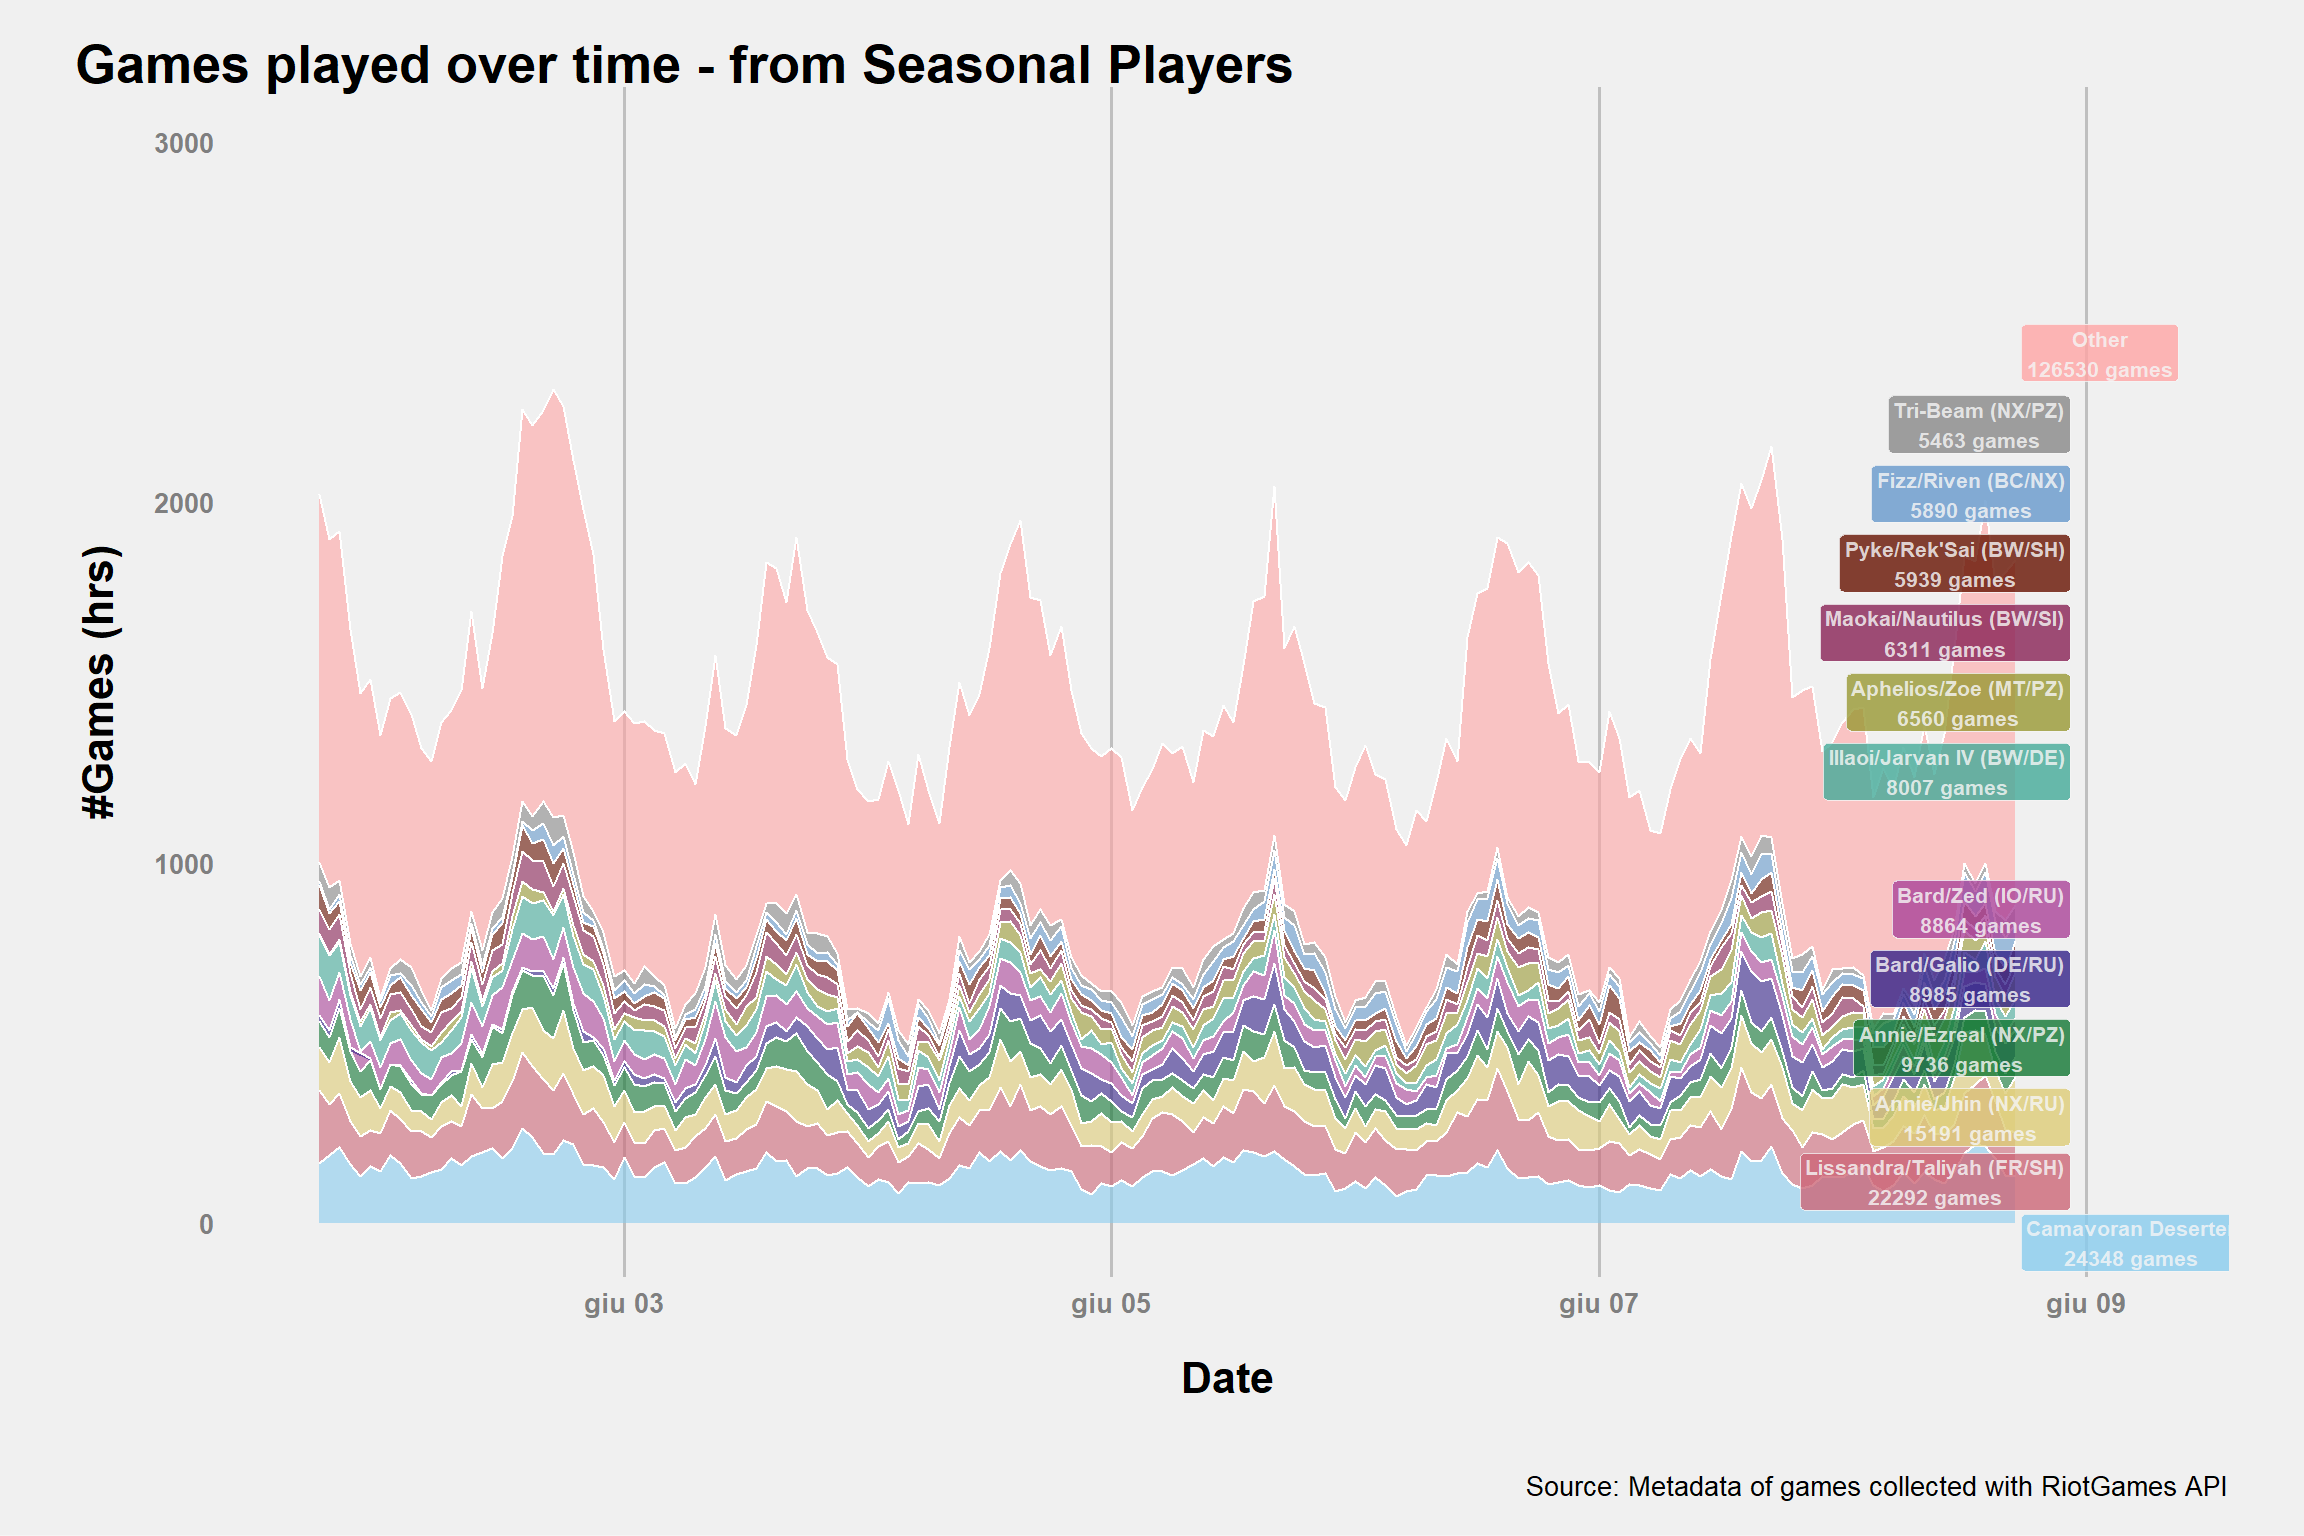 Games played over time - from Seasonal Players
#Games (hrs)
3000
2000
1000
0
Other
126530 games
Tri-Beam (NX/PZ)
5463 games
Fizz/Riven (BC/NX)
5890 games
Pyke/Rek'Sai (BW/SH)
5939 games
Maokai/Nautilus (BW/SI)
6311 games
Aphelios/Zoe (MT/PZ)
6560 games
Illaoi/Jarvan IV (BW/DE)
8007 games
Bard/Zed (IO/RU)
8864 games
Bard/Galio (DE/RU)
8985 games
Annie/Ezreal (NX/PZ)
9736 games
Annie/Jhin (NX/RU)
15191 games
Lissandra/Taliyah (FR/SH)
22292 games
Camavoran Deserter
24348 games
giu 03
giu 05
giu 07
giu 09
Date
Source: Metadata of games collected with RiotGames API